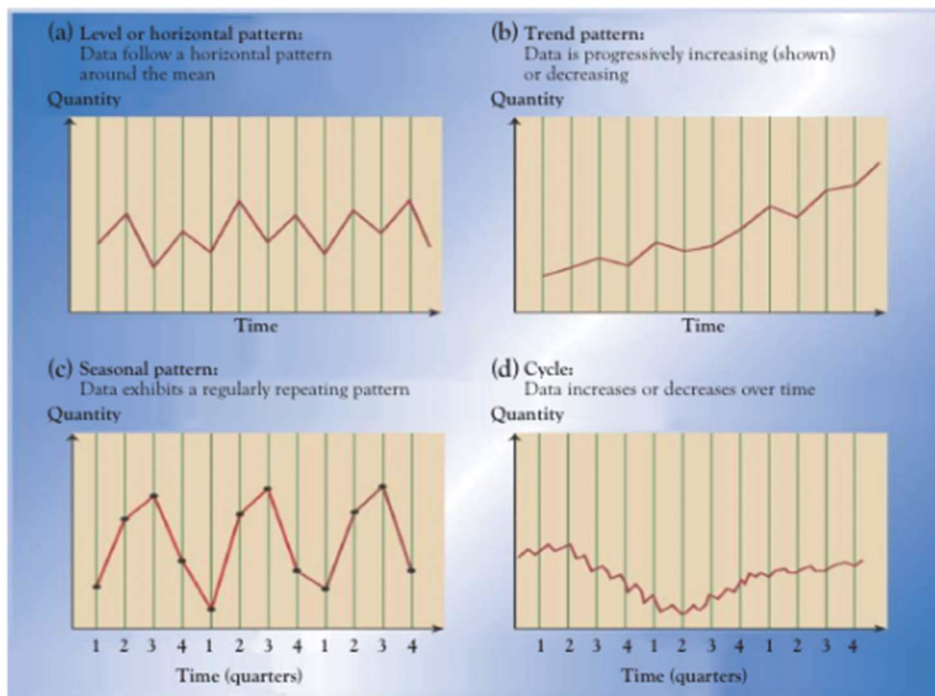 (a) Level or horizontal pattern:
Data follow a horizontal pattern
around the mean
Quantity
Time
(b) Trend pattern:
Data is progressively increasing (shown)
or decreasing
Quantity
Time
(c) Seasonal pattern:
Data exhibits a regularly repeating pattern
Quantity
1 2 3 4 1 2 3 4 1 2 3 4
Time (quarters)
(d) Cycle:
Data increases or decreases over time
Quantity
1 2 3 4 1 2 3 4 1 2 3 4
Time (quarters)